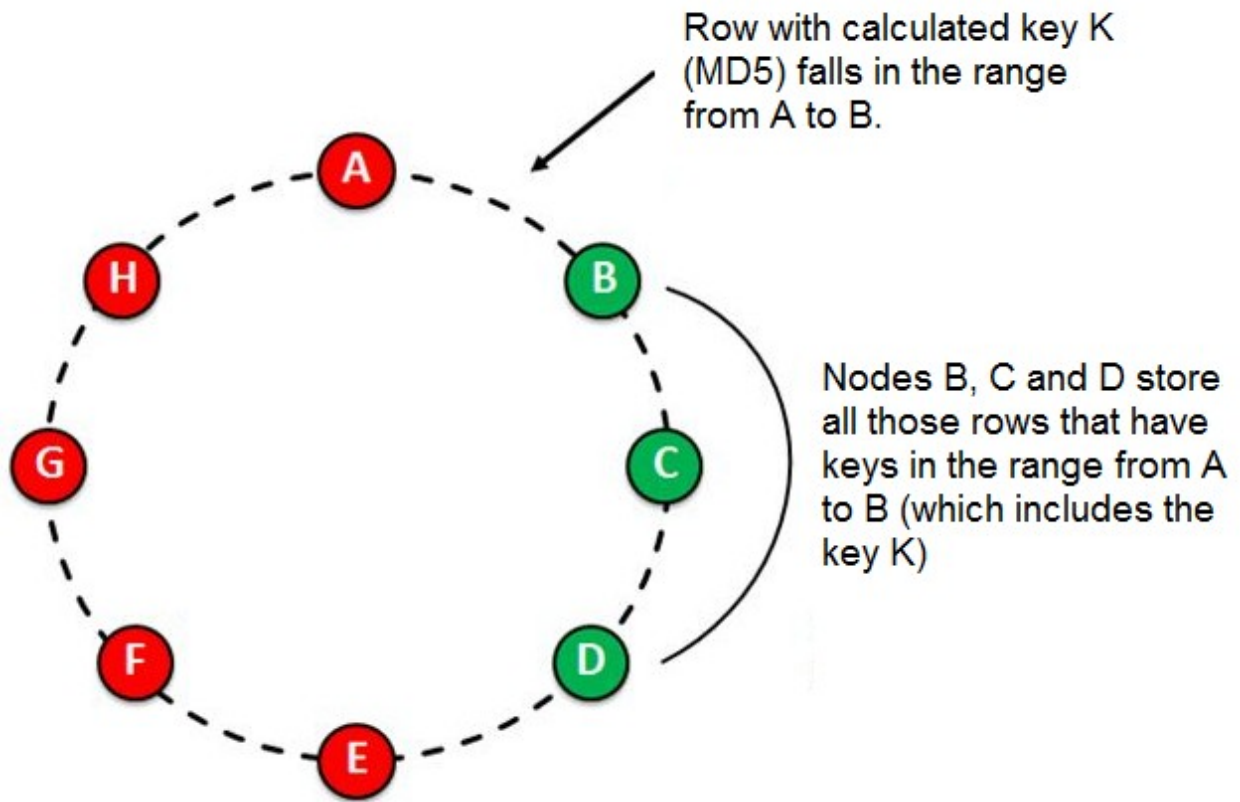 Row with calculated key K
(MD5) falls in the range
from A to B.
A
H
B
G
C
Nodes B, C and D store
all those rows that have
keys in the range from A
to B (which includes the
key K)
F
D
E